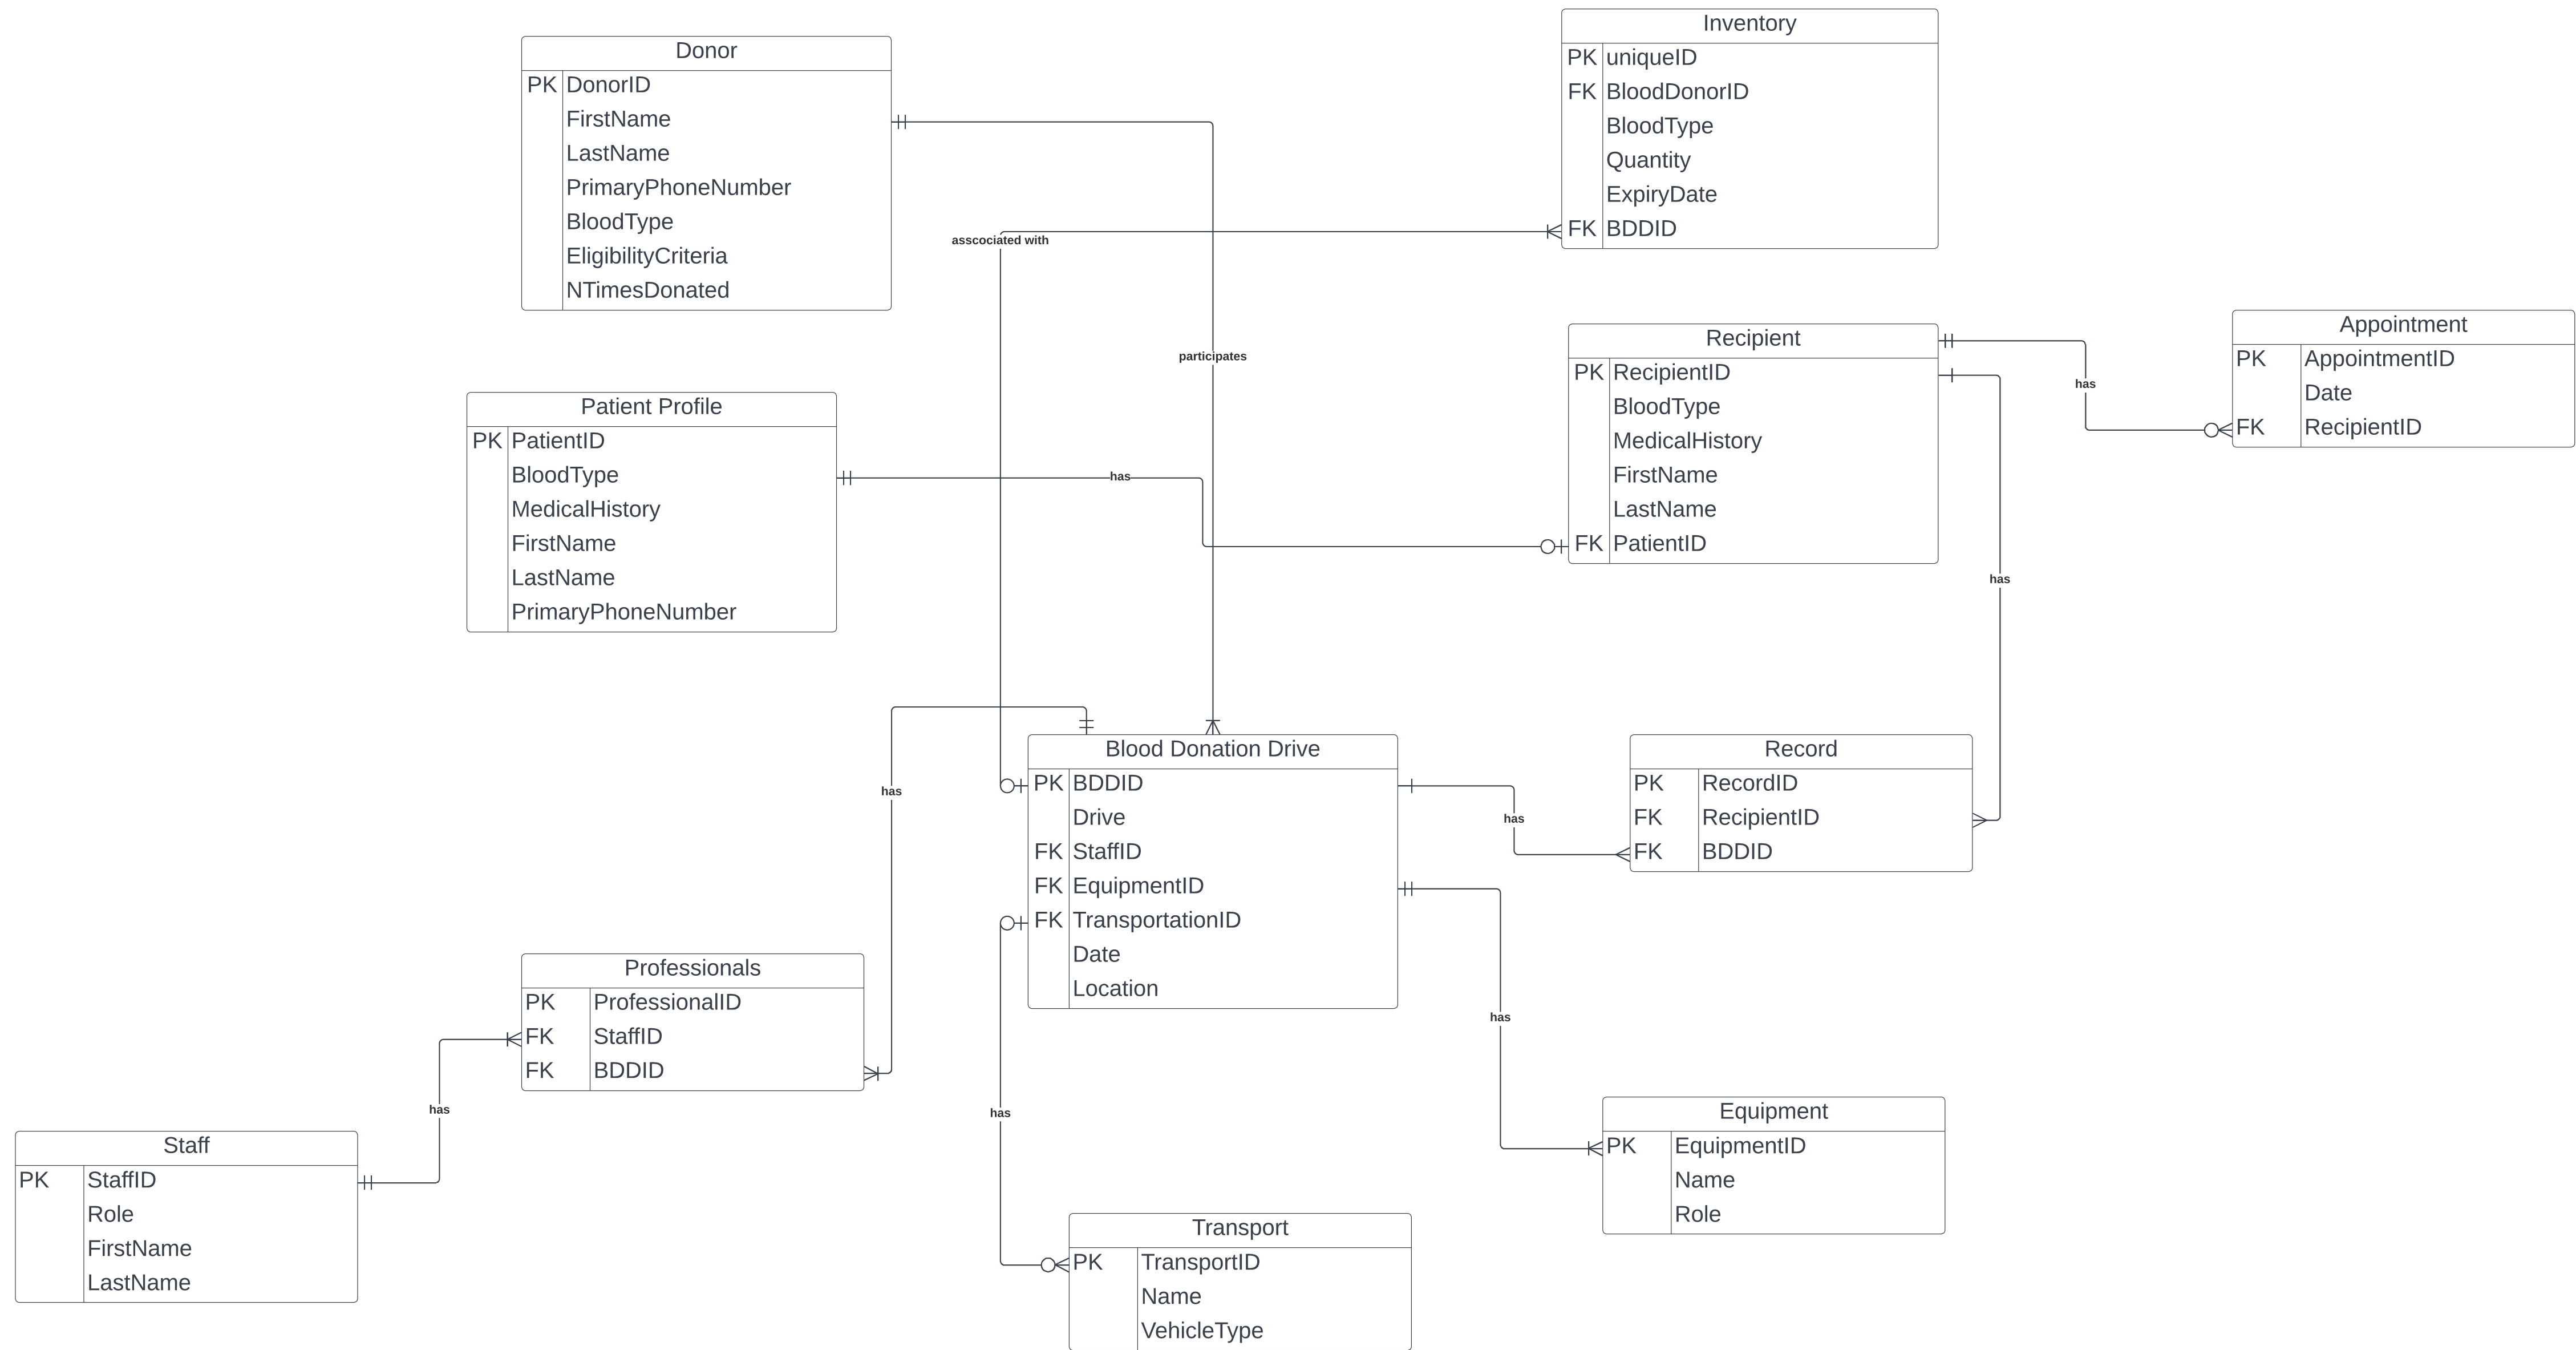 Donor
PK DonorID
FirstName
LastName
PrimaryPhoneNumber
BloodType
EligibilityCriteria
NTimesDonated
Inventory
PK uniqueID
FK BloodDonorID
BloodType
Quantity
ExpiryDate
FK BDDID
asscociated with
participates
Recipient
PK RecipientID
BloodType
MedicalHistory
FirstName
LastName
FK PatientID
Appointment
PK AppointmentID
Date
FK RecipientID
has
Patient Profile
PK PatientID
BloodType
MedicalHistory
FirstName
LastName
PrimaryPhoneNumber
has
has
Blood Donation Drive
PK BDDID
Drive
FK StaffID
FK EquipmentID
FK TransportationID
Date
Location
Record
PK RecordID
FK RecipientID
FK BDDID
has
has
Professionals
PK ProfessionalID
FK StaffID
FK BDDID
has
has
has
Staff
PK StaffID
Role
FirstName
LastName
Equipment
PK EquipmentID
Name
Role
Transport
PK TransportID
Name
VehicleType